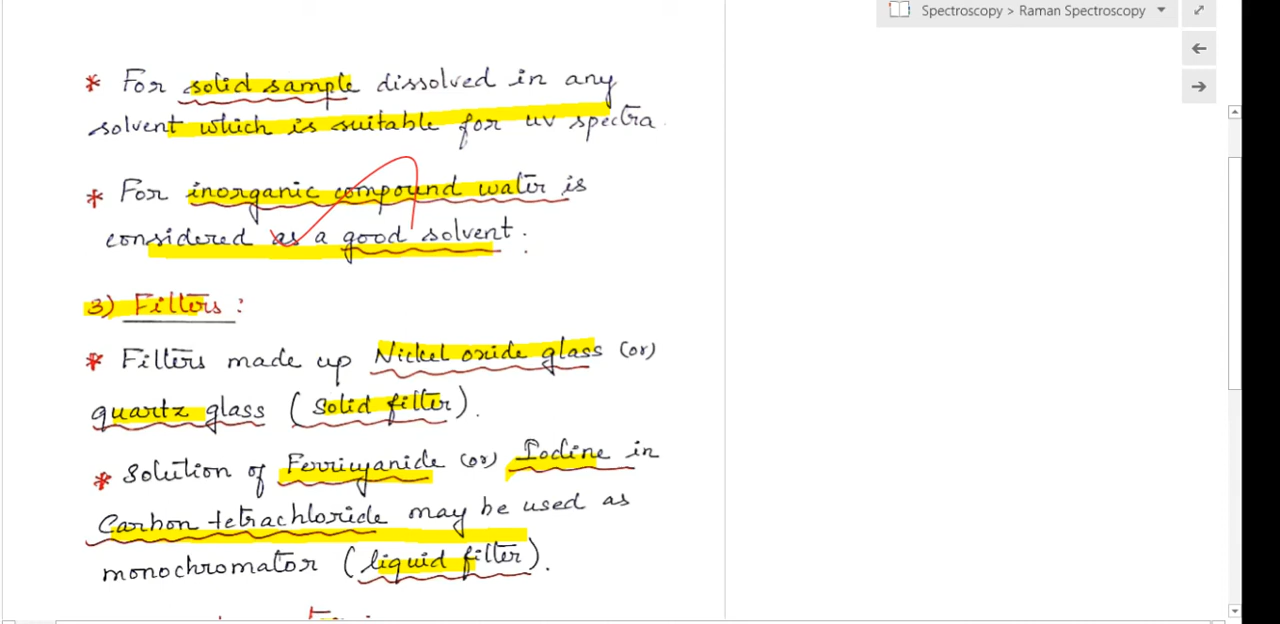 Spectroscopy > Raman Spectroscopy
* For solid sample dissolved in any
solvent which is suitable for uv spectra.
* For inorganic compound water is
considered as a good solvent.
3) Filters :
* Filters made up Nickel oxide glass (or)
quartz glass (solid filter).
* Solution of Ferricyanide (or) Iodine in
Carbon tetrachloride may be used as
monochromator (liquid filter).